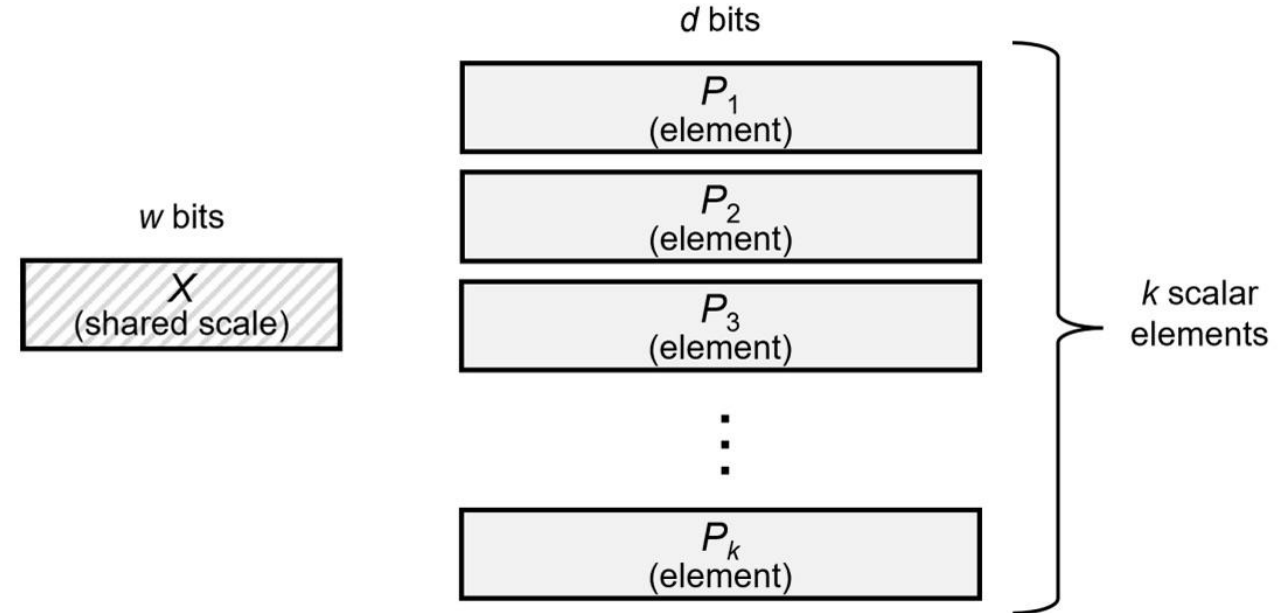 d bits
P₁
(element)
P₂
(element)
w bits
X
(shared scale)
P₃
(element)
k scalar
elements
⋮
Pₖ
(element)